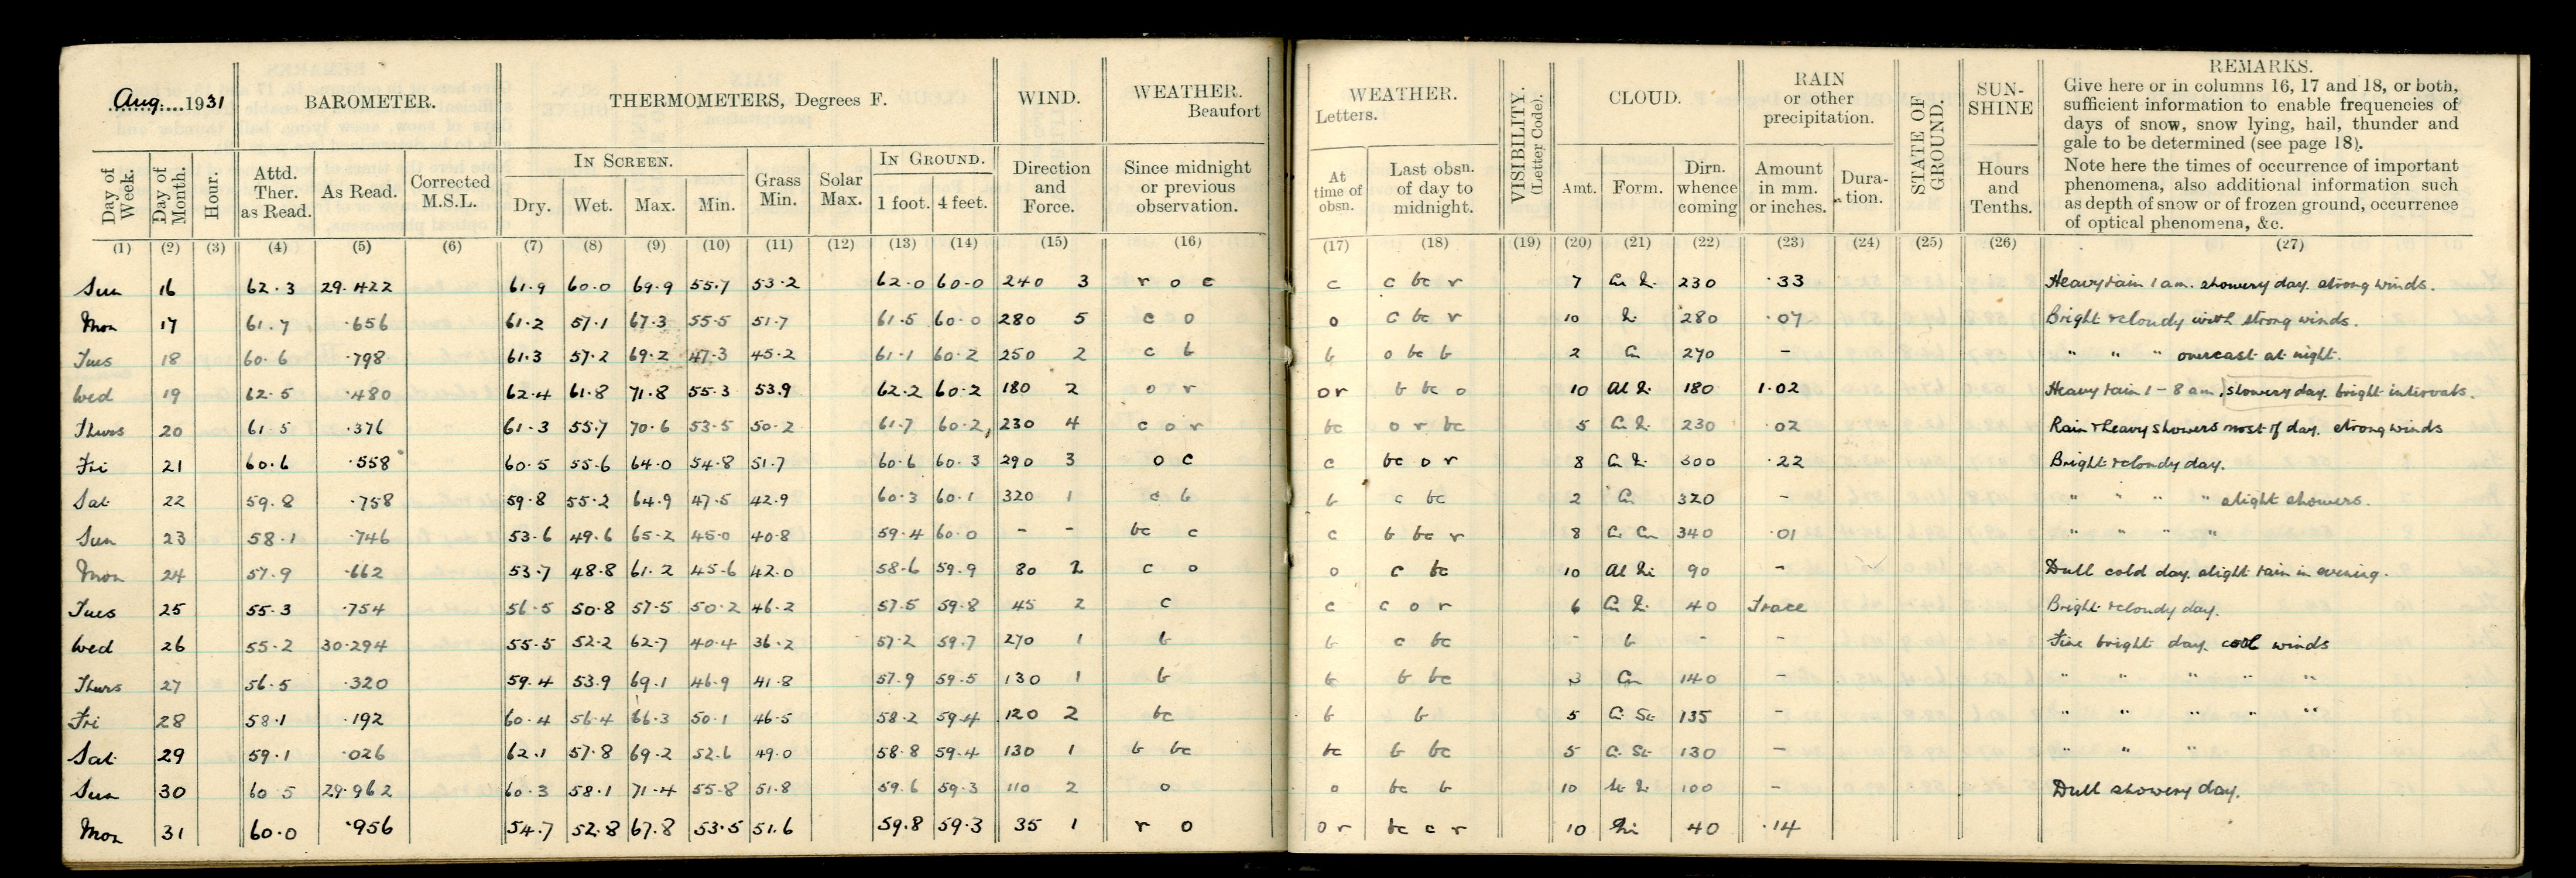 Aug. 1931 BAROMETER. THERMOMETERS, Degrees F. WIND. WEATHER. Beaufort WEATHER. Letters. VISIBILITY. (Letter Code). CLOUD. RAIN or other precipitation. STATE OF GROUND. SUN-SHINE REMARKS.
Give here or in columns 16, 17 and 18, or both,
sufficient information to enable frequencies of
days of snow, snow lying, hail, thunder and
gale to be determined (see page 18).
Note here the times of occurrence of important
phenomena, also additional information such
as depth of snow or of frozen ground, occurrence
of optical phenomena, &c.
IN SCREEN. IN GROUND.
Day of Week. Day of Month. Hour. Attd. Ther. as Read. As Read. Corrected M.S.L. Dry. Wet. Max. Min. Grass Min. Solar Max. 1 foot. 4 feet. Direction and Force. Since midnight or previous observation. At time of obsn. Last obsn. of day to midnight. Amt. Form. Dirn. whence coming Amount in mm. or inches. Dura-tion. Hours and Tenths.
(1) (2) (3) (4) (5) (6) (7) (8) (9) (10) (11) (12) (13) (14) (15) (16) (17) (18) (19) (20) (21) (22) (23) (24) (25) (26) (27)
Sun 16 62.3 29.422 61.9 60.0 69.9 55.7 53.2 62.0 60.0 240 3 r o c c c bc r 7 230 .33 Heavy rain 1 am. showery day. strong winds.
Mon 17 61.7 .656 61.2 57.1 67.3 55.5 51.7 61.5 60.0 280 5 c o o c bc r 10 280 .07 Bright & cloudy with strong winds.
Tues 18 60.6 .798 61.3 57.2 69.2 47.3 45.2 61.1 60.2 250 2 c b b o bc b 2 Cu 270 - " " " overcast at night.
Wed 19 62.5 .480 62.4 61.8 71.8 55.3 53.9 62.2 60.2 180 2 o r o r b bc o 10 180 1.02 Heavy rain 1 - 8 am, showery day. bright intervals.
Thurs 20 61.5 .376 61.3 55.7 70.6 53.5 50.2 61.7 60.2 230 4 c o r bc o r bc 5 230 .02 Rain & heavy showers most of day. strong winds
Fri 21 60.6 .558 60.5 55.6 64.0 54.8 51.7 60.6 60.3 290 3 o c c bc o r 8 300 .22 Bright & cloudy day.
Sat 22 59.8 .758 59.8 55.2 64.9 47.5 42.9 60.3 60.1 320 1 c b b c bc 2 Cu 320 - " " " " slight showers.
Sun 23 58.1 .746 53.6 49.6 65.2 45.0 40.8 59.4 60.0 - - bc c c b bc r 8 340 .01 " " " "
Mon 24 57.9 .662 53.7 48.8 61.2 45.6 42.0 58.6 59.9 80 2 c o o c bc 10 90 - Dull cold day. slight rain in evening.
Tues 25 55.3 .754 56.5 50.8 57.5 50.2 46.2 57.5 59.8 45 2 c c c o r 6 40 Trace Bright & cloudy day.
Wed 26 55.2 30.294 55.5 52.2 62.7 40.4 36.2 57.2 59.7 270 1 b b c bc - b - - Fine bright day. cool winds
Thurs 27 56.5 .320 59.4 53.9 69.1 46.9 41.8 57.9 59.5 130 1 b b b bc 3 Cu 140 - " " " " "
Fri 28 58.1 .192 60.4 56.4 66.3 50.1 46.5 58.2 59.4 120 2 bc b b 5 135 - " " " " "
Sat 29 59.1 .026 62.1 57.8 69.2 52.6 49.0 58.8 59.4 130 1 b bc bc b bc 5 130 - " " "
Sun 30 60.5 29.962 60.3 58.1 71.4 55.8 51.8 59.6 59.3 110 2 o o bc b 10 100 - Dull showery day.
Mon 31 60.0 .956 54.7 52.8 67.8 53.5 51.6 59.8 59.3 35 1 r o o r bc c r 10 40 .14